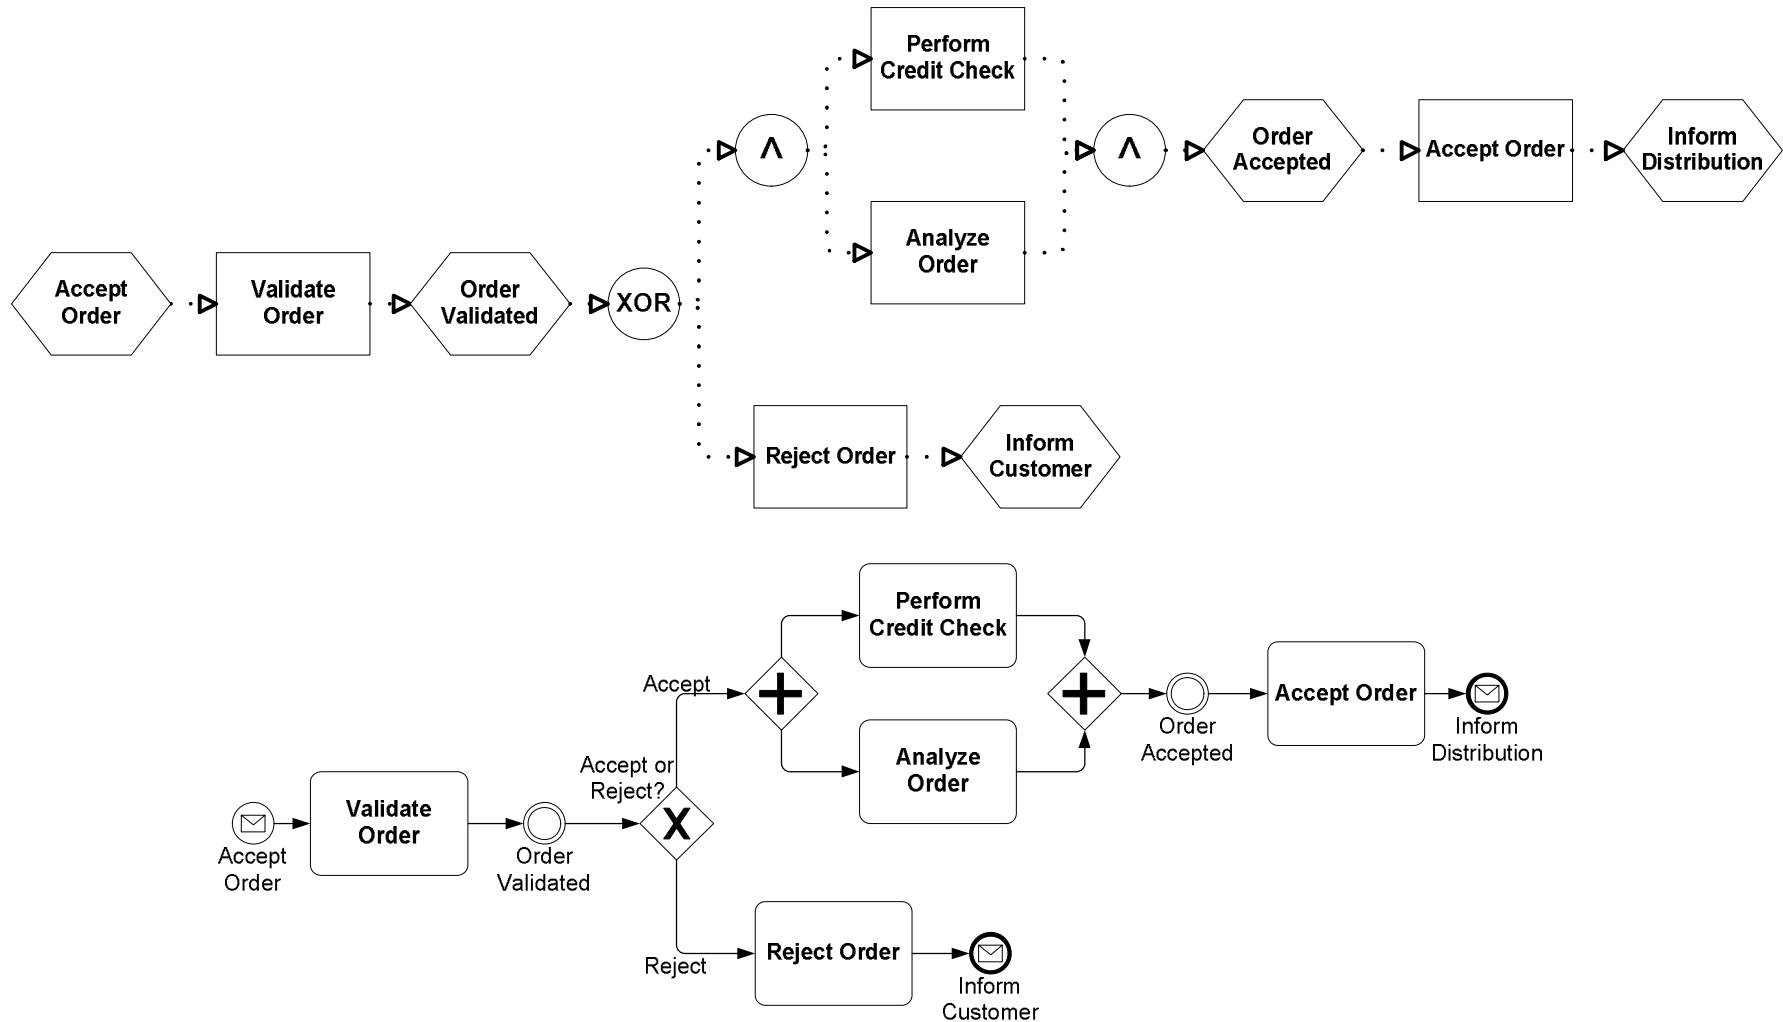 Perform
Credit Check
^
^
Order
Accepted
Accept Order
Inform
Distribution
Analyze
Order
Accept
Order
Validate
Order
Order
Validated
XOR
Reject Order
Inform
Customer
Perform
Credit Check
Accept
Accept Order
Order
Accepted
Inform
Distribution
Analyze
Order
Accept or
Reject?
X
Validate
Order
Accept
Order
Order
Validated
Reject
Reject Order
Inform
Customer